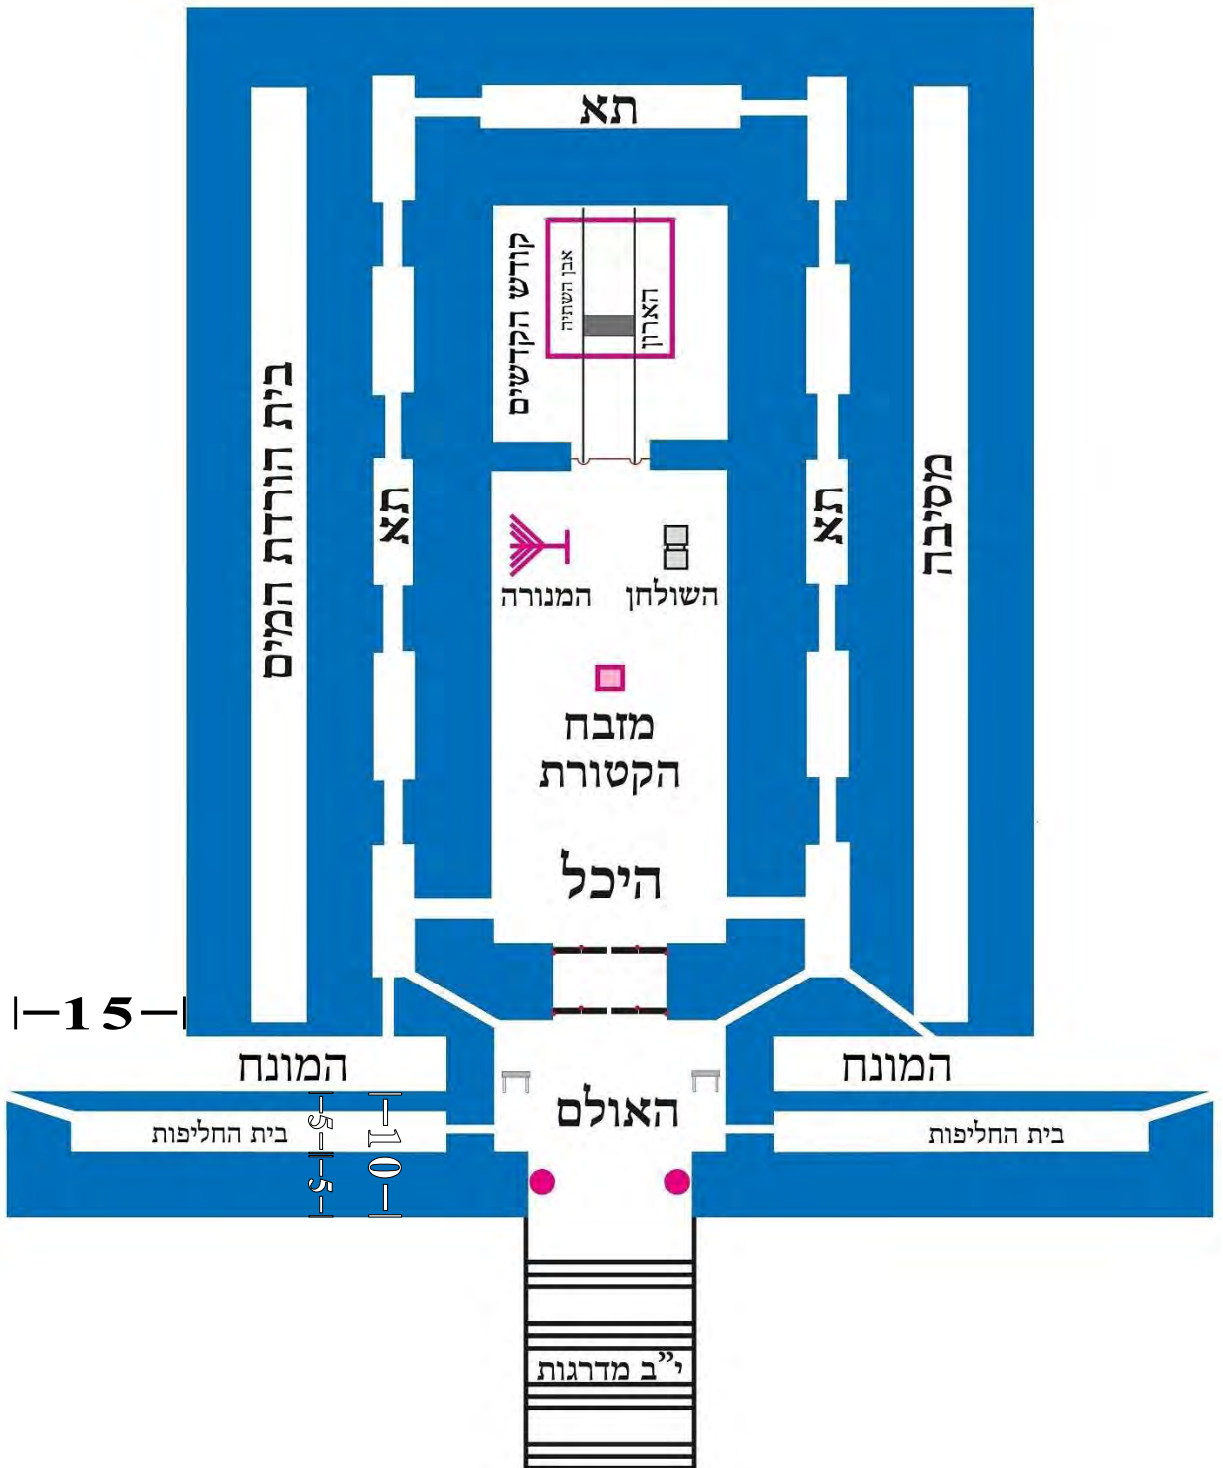 תא
קודש הקדשים
אבן השתיה
הארון
בית הורדת המים
תא
תא
מסיבה
המנורה
השולחן
מזבח
הקטורת
היכל
15
המונח
המונח
האולם
בית החליפות
5
10
5
בית החליפות
י"ב מדרגות